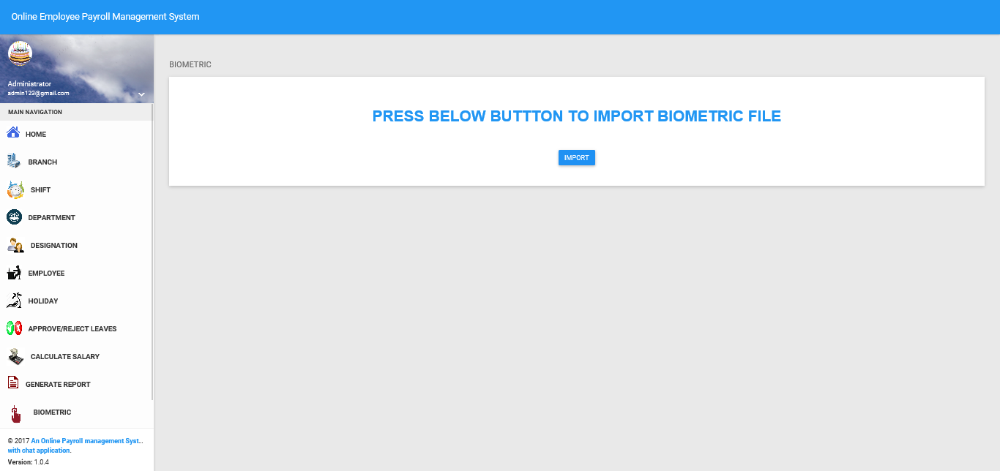 Online Employee Payroll Management System
Administrator
admin123@gmail.com
MAIN NAVIGATION
HOME
BRANCH
SHIFT
DEPARTMENT
DESIGNATION
EMPLOYEE
HOLIDAY
APPROVE/REJECT LEAVES
CALCULATE SALARY
GENERATE REPORT
BIOMETRIC
© 2017 An Online Payroll management Syst...
with chat application.
Version: 1.0.4
BIOMETRIC
PRESS BELOW BUTTTON TO IMPORT BIOMETRIC FILE
IMPORT